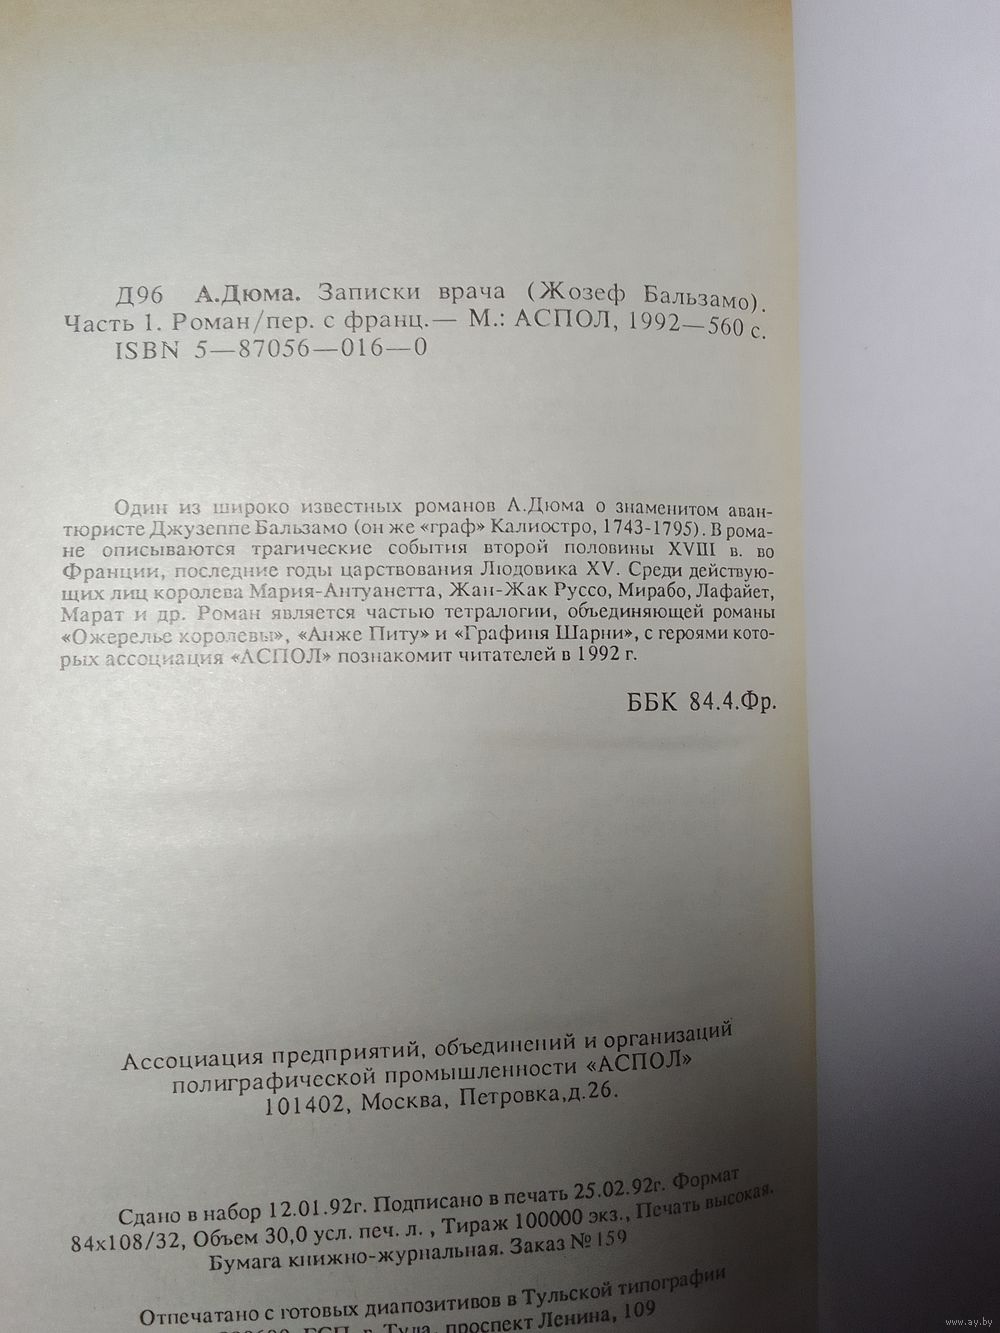 Д96 А.Дюма. Записки врача (Жозеф Бальзамо).
Часть 1. Роман/пер. с франц.— М.: АСПОЛ, 1992—560 с.
ISBN 5—87056—016—0
Один из широко известных романов А.Дюма о знаменитом аван-
тюристе Джузеппе Бальзамо (он же «граф» Калиостро, 1743-1795). В рома-
не описываются трагические события второй половины XVIII в. во
Франции, последние годы царствования Людовика XV. Среди действую-
щих лиц королева Мария-Антуанетта, Жан-Жак Руссо, Мирабо, Лафайет,
Марат и др. Роман является частью тетралогии, объединяющей романы
«Ожерелье королевы», «Анже Питу» и «Графиня Шарни», с героями кото-
рых ассоциация «АСПОЛ» познакомит читателей в 1992 г.
ББК 84.4.Фр.
Ассоциация предприятий, объединений и организаций
полиграфической промышленности «АСПОЛ»
101402, Москва, Петровка,д.26.
Сдано в набор 12.01.92г. Подписано в печать 25.02.92г. Формат
84х108/32, Объем 30,0 усл. печ. л. , Тираж 100000 экз., Печать высокая.
Бумага книжно-журнальная. Заказ № 159
Отпечатано с готовых диапозитивов в Тульской типографии
г. Тула, проспект Ленина, 109
www.ay.by